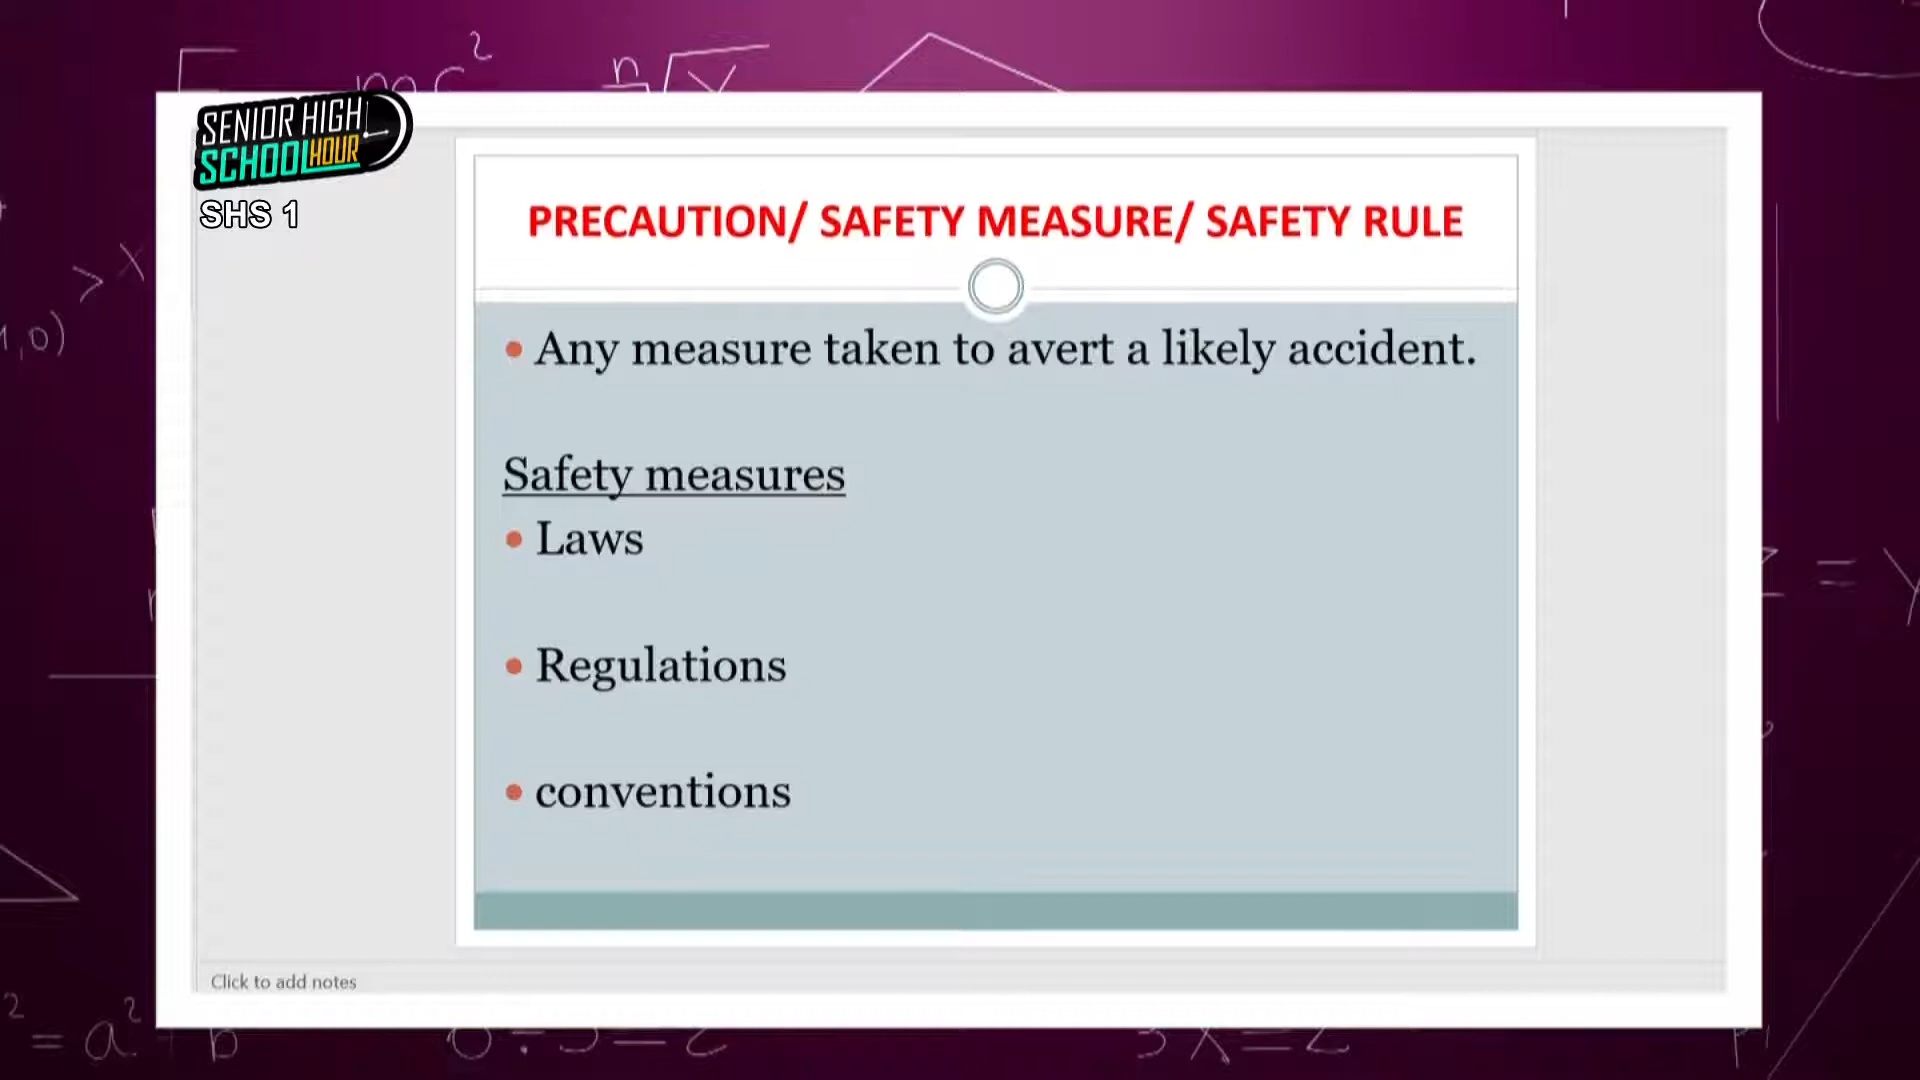 SENIOR HIGH
SCHOOL HOUR
SHS 1
PRECAUTION/ SAFETY MEASURE/ SAFETY RULE
• Any measure taken to avert a likely accident.
Safety measures
• Laws
• Regulations
• conventions
Click to add notes